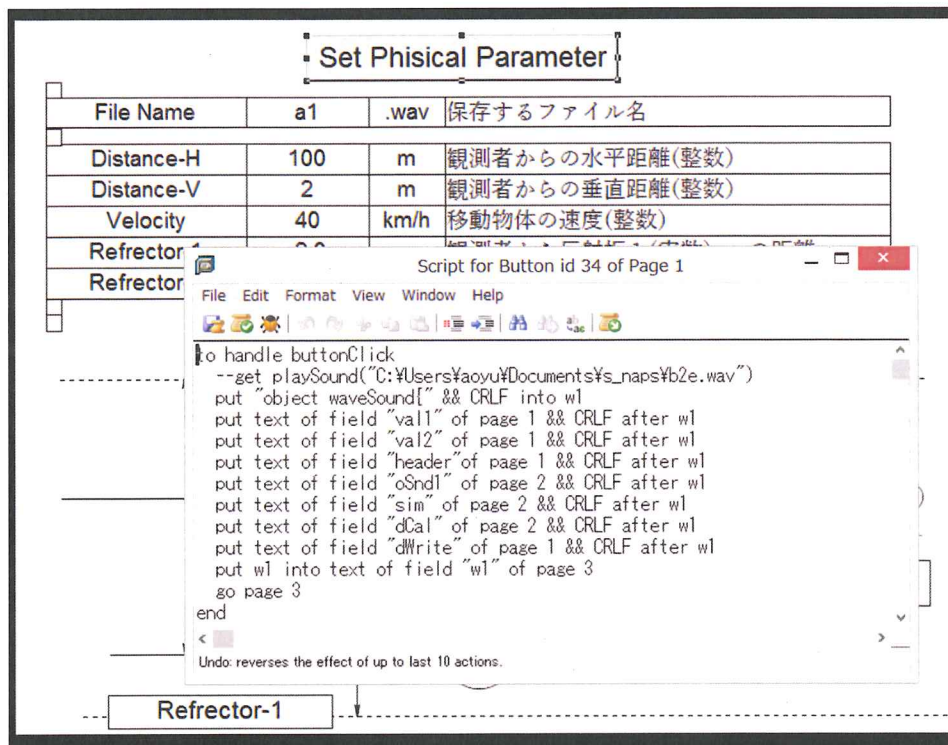 Set Phisical Parameter
File Name a1 .wav 保存するファイル名
Distance-H 100 m 観測者からの水平距離(整数)
Distance-V 2 m 観測者からの垂直距離(整数)
Velocity 40 km/h 移動物体の速度(整数)
Refrector-1
Refrector
Script for Button id 34 of Page 1
File Edit Format View Window Help
to handle buttonClick
--get playSound("C:¥Users¥aoyu¥Documents¥s_naps¥b2e.wav")
put "object waveSound{" && CRLF into w1
put text of field "val1" of page 1 && CRLF after w1
put text of field "val2" of page 1 && CRLF after w1
put text of field "header"of page 1 && CRLF after w1
put text of field "oSnd1" of page 2 && CRLF after w1
put text of field "sim" of page 2 && CRLF after w1
put text of field "dCal" of page 2 && CRLF after w1
put text of field "dWrite" of page 1 && CRLF after w1
put w1 into text of field "w1" of page 3
go page 3
end
Undo: reverses the effect of up to last 10 actions.
Refrector-1